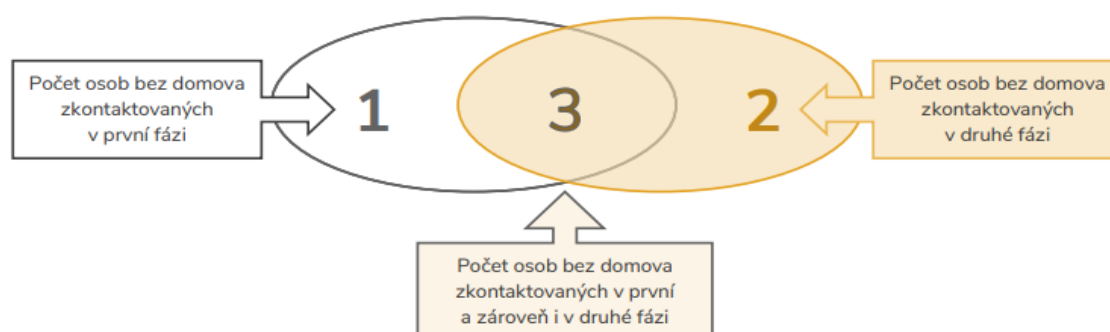 Počet osob bez domova
zkontaktovaných
v první fázi
1
3
2
Počet osob bez domova
zkontaktovaných
v druhé fázi
Počet osob bez domova
zkontaktovaných v první
a zároveň i v druhé fázi